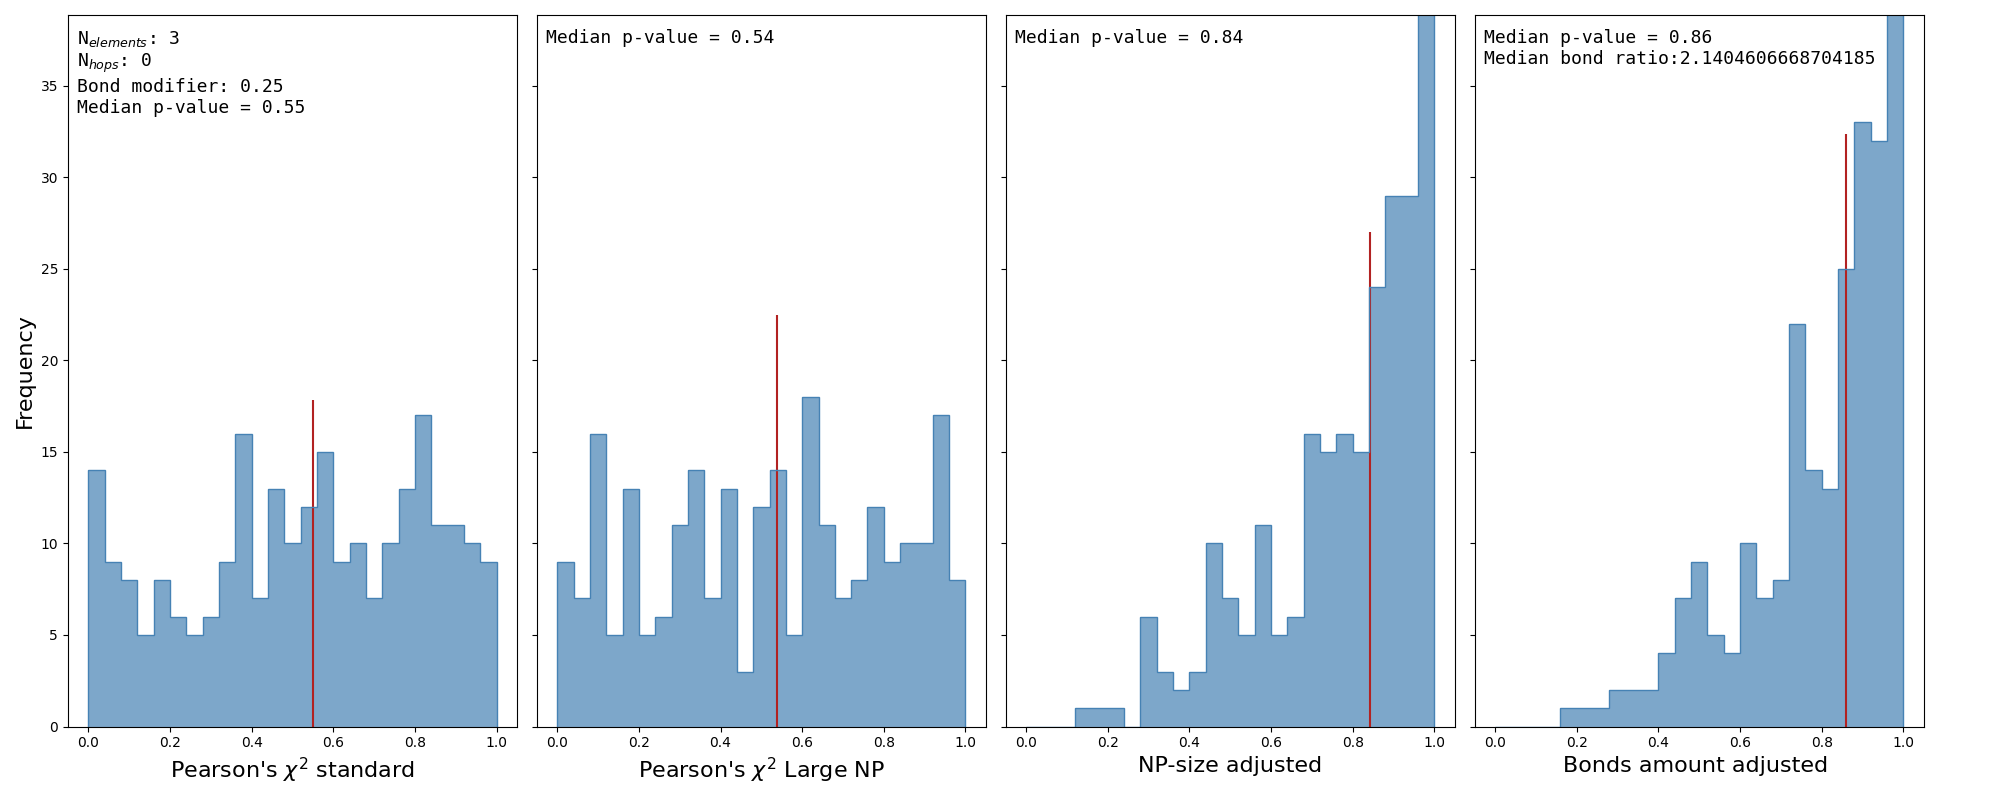 N_elements: 3
N_hops: 0
Bond modifier: 0.25
Median p-value = 0.55
Median p-value = 0.54
Median p-value = 0.84
Median p-value = 0.86
Median bond ratio:2.1404606668704185
Frequency
35
30
25
20
15
10
5
0
0.0 0.2 0.4 0.6 0.8 1.0
0.0 0.2 0.4 0.6 0.8 1.0
0.0 0.2 0.4 0.6 0.8 1.0
0.0 0.2 0.4 0.6 0.8 1.0
Pearson's χ² standard
Pearson's χ² Large NP
NP-size adjusted
Bonds amount adjusted